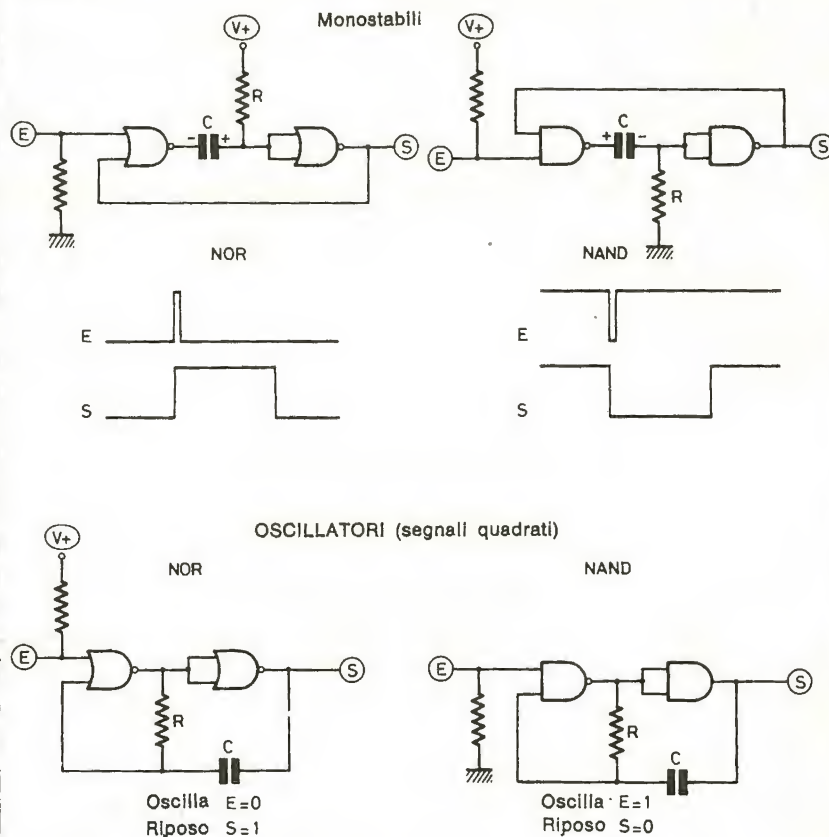 Monostabili
V+
V+
R
E
C
- +
S
E
C
+ -
S
R
NOR
NAND
E
S
E
S
OSCILLATORI (segnali quadrati)
V+
NOR
NAND
E
S
R
C
E
S
R
C
Oscilla E=0
Riposo S=1
Oscilla E=1
Riposo S=0